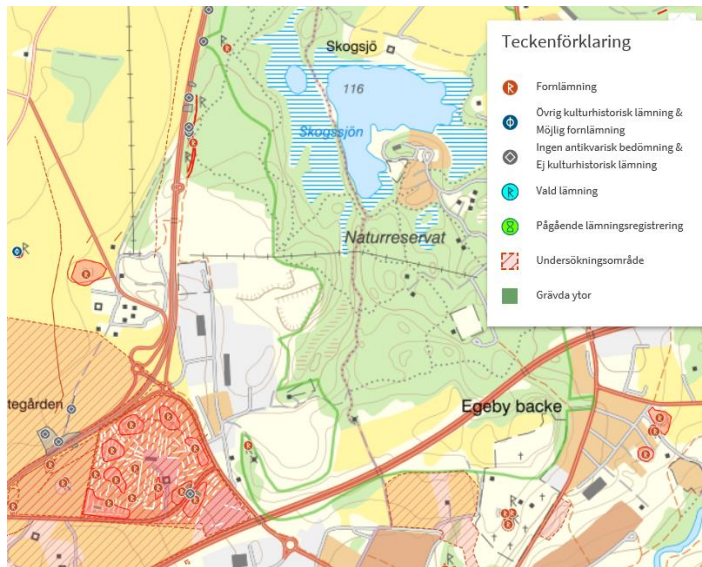 Skogsjö
116
Skogssjön
Naturreservat
tegården
Egeby backe
Teckenförklaring
Fornlämning
Övrig kulturhistorisk lämning &
Möjlig fornlämning
Ingen antikvarisk bedömning &
Ej kulturhistorisk lämning
Vald lämning
Pågående lämningsregistrering
Undersökningsområde
Grävda ytor